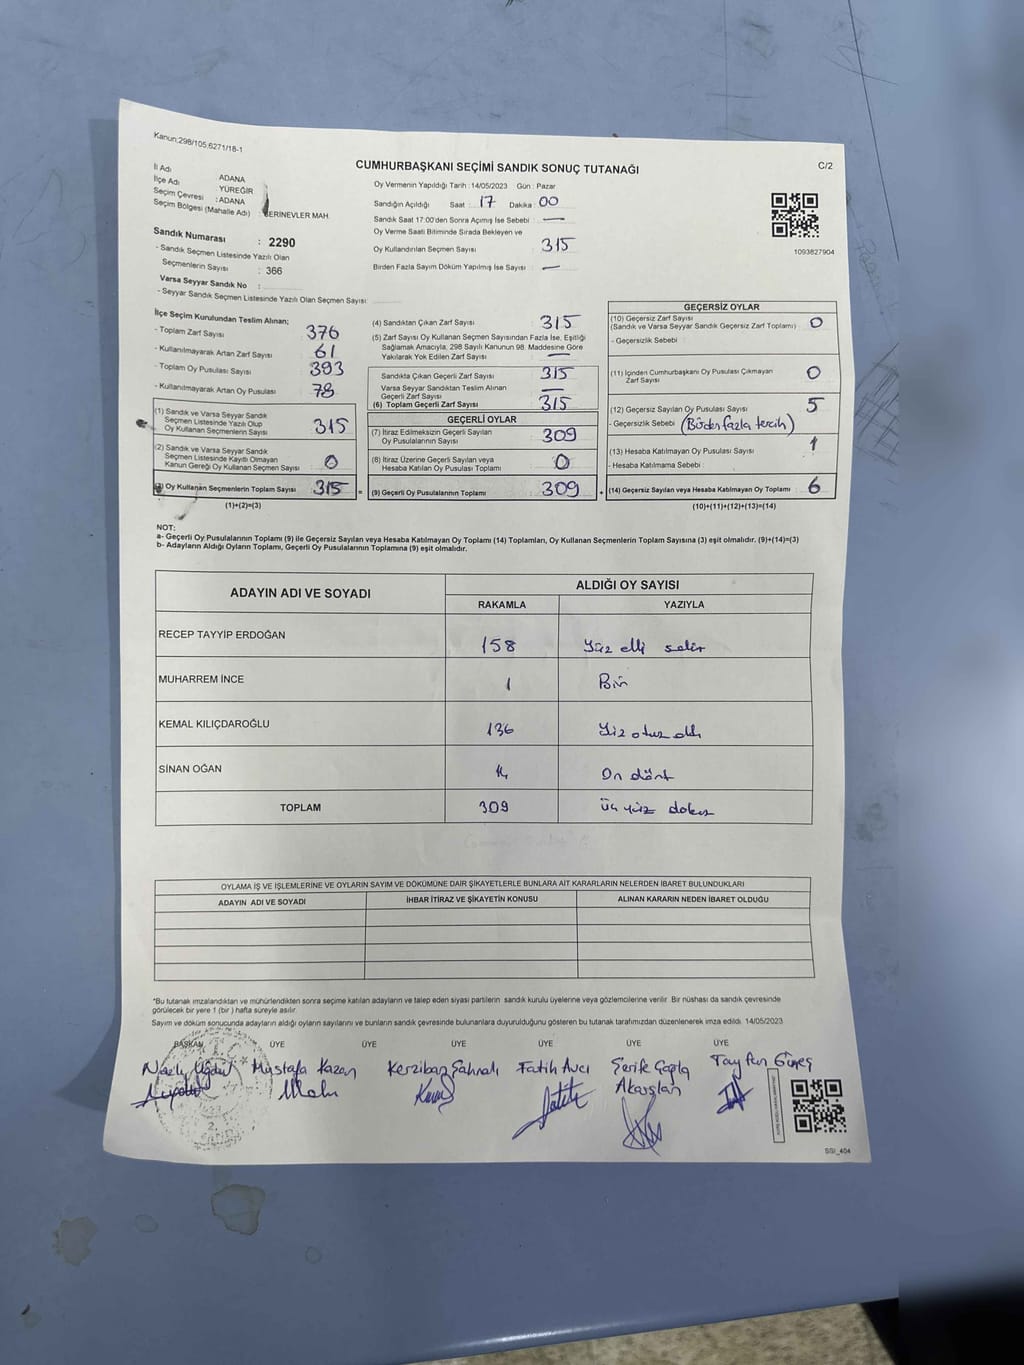 Kanun:298/105,6271/18-1
CUMHURBAŞKANI SEÇİMİ SANDIK SONUÇ TUTANAĞI
C/2
İl Adı ADANA
İlçe Adı : YÜREĞİR
Seçim Çevresi : ADANA
Seçim Bölgesi (Mahalle Adı) : SERİNEVLER MAH.
Sandık Numarası : 2290
- Sandık Seçmen Listesinde Yazılı Olan
Seçmenlerin Sayısı : 366
Varsa Seyyar Sandık No :
- Seyyar Sandık Seçmen Listesinde Yazılı Olan Seçmen Sayısı:
Oy Vermenin Yapıldığı Tarih : 14/05/2023 Gün : Pazar
Sandığın Açıldığı Saat : 17 Dakika : 00
Sandık Saat 17:00'den Sonra Açılmış İse Sebebi : —
Oy Verme Saati Bitiminde Sırada Bekleyen ve
Oy Kullandırılan Seçmen Sayısı : 315
Birden Fazla Sayım Döküm Yapılmış İse Sayısı : —
1093827904
İlçe Seçim Kurulundan Teslim Alınan;
- Toplam Zarf Sayısı 376
- Kullanılmayarak Artan Zarf Sayısı 61
- Toplam Oy Pusulası Sayısı 393
- Kullanılmayarak Artan Oy Pusulası 78
(1) Sandık ve Varsa Seyyar Sandık
Seçmen Listesinde Yazılı Olup
Oy Kullanan Seçmenlerin Sayısı 315
(2) Sandık ve Varsa Seyyar Sandık
Seçmen Listesinde Kayıtlı Olmayan
Kanun Gereği Oy Kullanan Seçmen Sayısı 0
(3) Oy Kullanan Seçmenlerin Toplam Sayısı 315 =
(1)+(2)=(3)
(4) Sandıktan Çıkan Zarf Sayısı : 315
(5) Zarf Sayısı Oy Kullanan Seçmen Sayısından Fazla İse, Eşitliği
Sağlamak Amacıyla, 298 Sayılı Kanunun 98. Maddesine Göre
Yakılarak Yok Edilen Zarf Sayısı : —
Sandıkta Çıkan Geçerli Zarf Sayısı 315
Varsa Seyyar Sandıktan Teslim Alınan
Geçerli Zarf Sayısı —
(6) Toplam Geçerli Zarf Sayısı 315
GEÇERLİ OYLAR
(7) İtiraz Edilmeksizin Geçerli Sayılan
Oy Pusulalarının Sayısı 309
(8) İtiraz Üzerine Geçerli Sayılan veya
Hesaba Katılan Oy Pusulası Toplamı 0
(9) Geçerli Oy Pusulalarının Toplamı 309 +
GEÇERSİZ OYLAR
(10) Geçersiz Zarf Sayısı
(Sandık ve Varsa Seyyar Sandık Geçersiz Zarf Toplamı) : 0
- Geçersizlik Sebebi :
(11) İçinden Cumhurbaşkanı Oy Pusulası Çıkmayan
Zarf Sayısı : 0
(12) Geçersiz Sayılan Oy Pusulası Sayısı : 5
- Geçersizlik Sebebi : (Birden fazla tercih)
(13) Hesaba Katılmayan Oy Pusulası Sayısı : 1
- Hesaba Katılmama Sebebi :
(14) Geçersiz Sayılan veya Hesaba Katılmayan Oy Toplamı : 6
(10)+(11)+(12)+(13)=(14)
NOT:
a- Geçerli Oy Pusulalarının Toplamı (9) ile Geçersiz Sayılan veya Hesaba Katılmayan Oy Toplamı (14) Toplamları, Oy Kullanan Seçmenlerin Toplam Sayısına (3) eşit olmalıdır. (9)+(14)=(3)
b- Adayların Aldığı Oyların Toplamı, Geçerli Oy Pusulalarının Toplamına (9) eşit olmalıdır.
ADAYIN ADI VE SOYADI ALDIĞI OY SAYISI
RAKAMLA YAZIYLA
RECEP TAYYİP ERDOĞAN 158 Yüz elli sekiz
MUHARREM İNCE 1 Bir
KEMAL KILIÇDAROĞLU 136 Yüz otuz altı
SİNAN OĞAN 14 On dört
TOPLAM 309 üç yüz dokuz
OYLAMA İŞ VE İŞLEMLERİNE VE OYLARIN SAYIM VE DÖKÜMÜNE DAİR ŞİKAYETLERLE BUNLARA AİT KARARLARIN NELERDEN İBARET BULUNDUKLARI
ADAYIN ADI VE SOYADI İHBAR İTİRAZ VE ŞİKAYETİN KONUSU ALINAN KARARIN NEDEN İBARET OLDUĞU
*Bu tutanak imzalandıktan ve mühürlendikten sonra seçime katılan adayların ve talep eden siyasi partilerin sandık kurulu üyelerine veya gözlemcilerine verilir. Bir nüshası da sandık çevresinde
görülecek bir yere 1 (bir) hafta süreyle asılır.
Sayım ve döküm sonucunda adayların aldığı oyların sayılarını ve bunların sandık çevresinde bulunanlara duyurulduğunu gösteren bu tutanak tarafımızdan düzenlenerek imza edildi. 14/05/2023
BAŞKAN ÜYE ÜYE ÜYE ÜYE ÜYE ÜYE
Mustafa Kazan Kerziban Şahnalı Fatih Avcı Şerife Çağla Tayfun Güneş
Akarslan
SSI_404